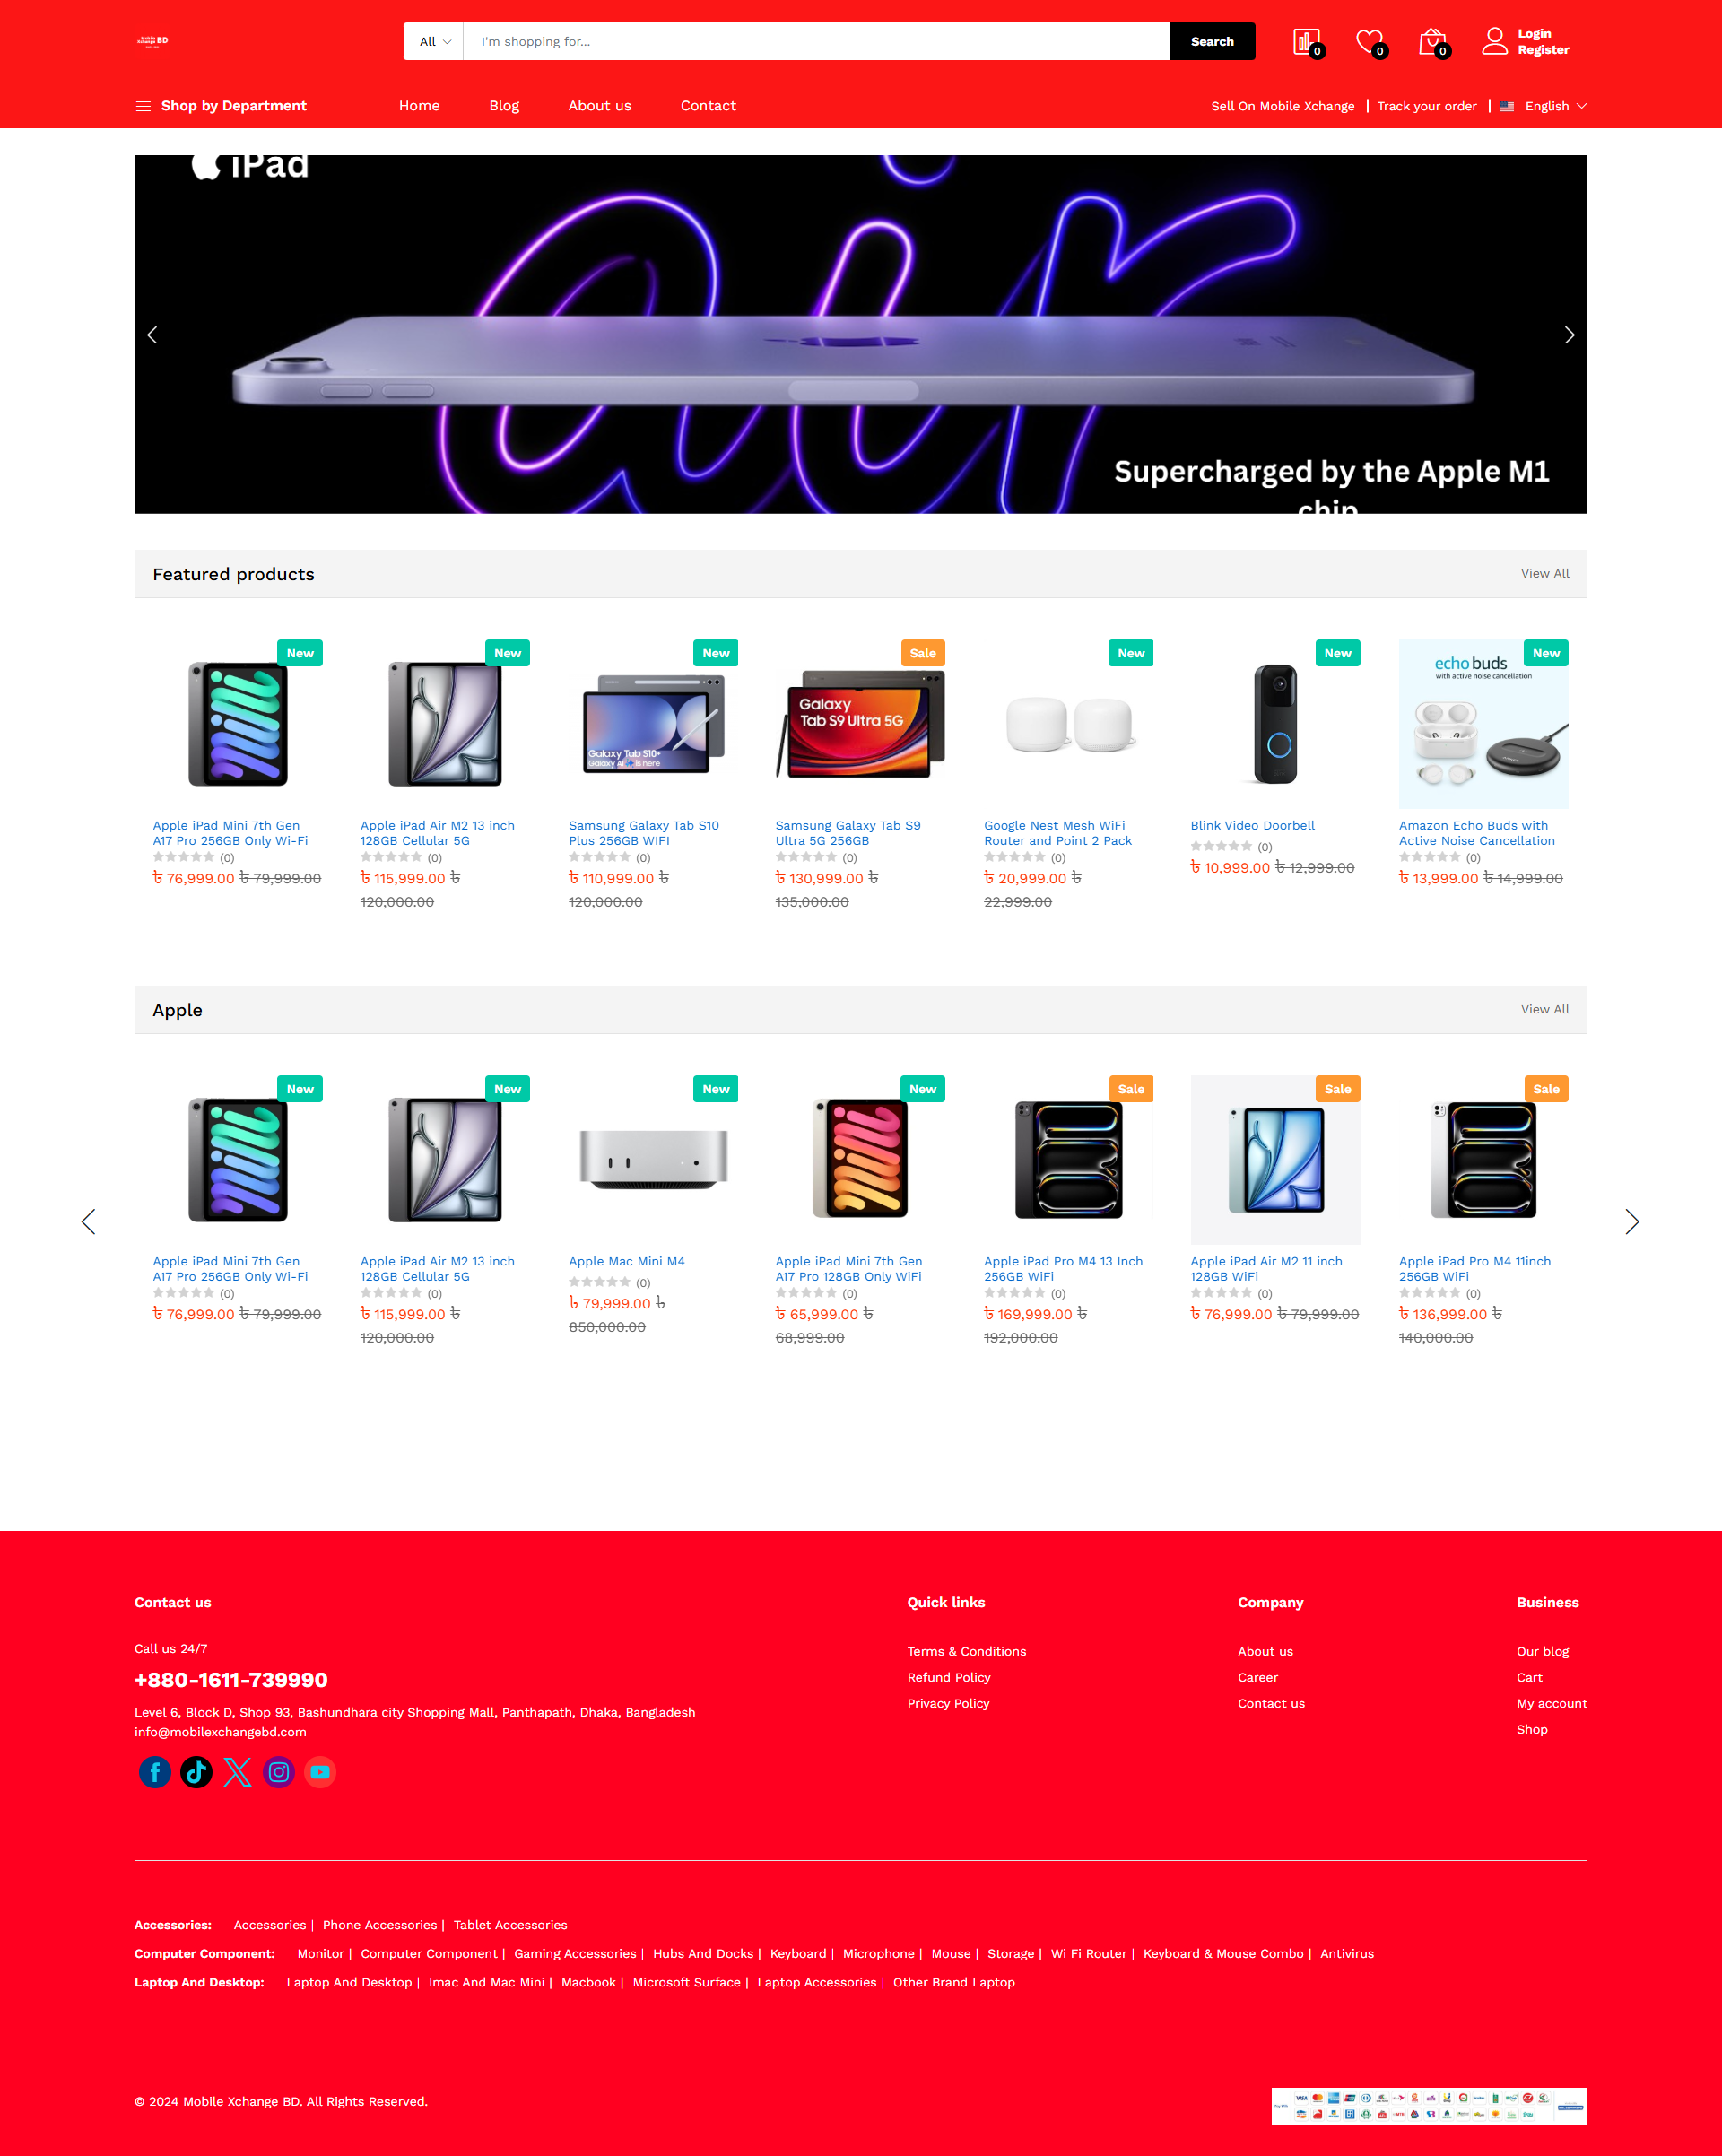 Mobile
Xchange BD
All
I'm shopping for...
Search
0
0
0
Login
Register
Shop by Department
Home
Blog
About us
Contact
Sell On Mobile Xchange
Track your order
English
iPad
Supercharged by the Apple M1
chip
Featured products
View All
New
New
New
Sale
New
New
New
Galaxy Tab S10+
Galaxy AI is here
Galaxy
Tab S9 Ultra 5G
echo buds
with active noise cancellation
Apple iPad Mini 7th Gen
A17 Pro 256GB Only Wi-Fi
(0)
৳ 76,999.00 ৳ 79,999.00
Apple iPad Air M2 13 inch
128GB Cellular 5G
(0)
৳ 115,999.00 ৳
120,000.00
Samsung Galaxy Tab S10
Plus 256GB WIFI
(0)
৳ 110,999.00 ৳
120,000.00
Samsung Galaxy Tab S9
Ultra 5G 256GB
(0)
৳ 130,999.00 ৳
135,000.00
Google Nest Mesh WiFi
Router and Point 2 Pack
(0)
৳ 20,999.00 ৳
22,999.00
Blink Video Doorbell
(0)
৳ 10,999.00 ৳ 12,999.00
Amazon Echo Buds with
Active Noise Cancellation
(0)
৳ 13,999.00 ৳ 14,999.00
Apple
View All
New
New
New
New
Sale
Sale
Sale
Apple iPad Mini 7th Gen
A17 Pro 256GB Only Wi-Fi
(0)
৳ 76,999.00 ৳ 79,999.00
Apple iPad Air M2 13 inch
128GB Cellular 5G
(0)
৳ 115,999.00 ৳
120,000.00
Apple Mac Mini M4
(0)
৳ 79,999.00 ৳
850,000.00
Apple iPad Mini 7th Gen
A17 Pro 128GB Only WiFi
(0)
৳ 65,999.00 ৳
68,999.00
Apple iPad Pro M4 13 Inch
256GB WiFi
(0)
৳ 169,999.00 ৳
192,000.00
Apple iPad Air M2 11 inch
128GB WiFi
(0)
৳ 76,999.00 ৳ 79,999.00
Apple iPad Pro M4 11inch
256GB WiFi
(0)
৳ 136,999.00 ৳
140,000.00
Contact us
Call us 24/7
+880-1611-739990
Level 6, Block D, Shop 93, Bashundhara city Shopping Mall, Panthapath, Dhaka, Bangladesh
info@mobilexchangebd.com
Quick links
Terms & Conditions
Refund Policy
Privacy Policy
Company
About us
Career
Contact us
Business
Our blog
Cart
My account
Shop
Accessories: Accessories | Phone Accessories | Tablet Accessories
Computer Component: Monitor | Computer Component | Gaming Accessories | Hubs And Docks | Keyboard | Microphone | Mouse | Storage | Wi Fi Router | Keyboard & Mouse Combo | Antivirus
Laptop And Desktop: Laptop And Desktop | Imac And Mac Mini | Macbook | Microsoft Surface | Laptop Accessories | Other Brand Laptop
© 2024 Mobile Xchange BD. All Rights Reserved.
VISA